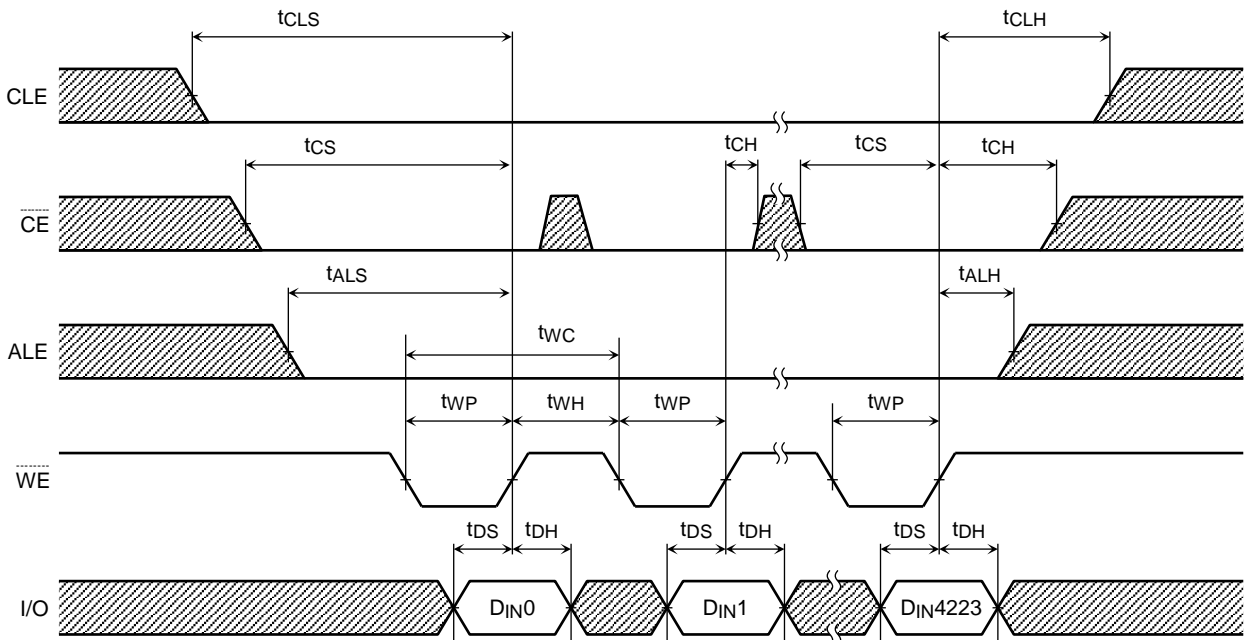 tCLS tCLH
CLE
tCS tCH tCS tCH
CE
tALS tALH
ALE
tWC
tWP tWH tWP tWP
WE
tDS tDH tDS tDH tDS tDH
I/O DIN0 DIN1 DIN4223